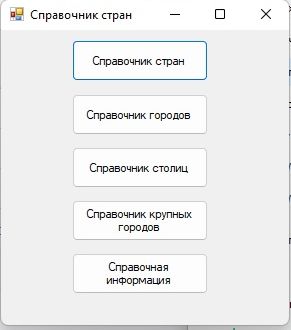 Справочник стран
Справочник стран
Справочник городов
Справочник столиц
Справочник крупных
городов
Справочная
информация